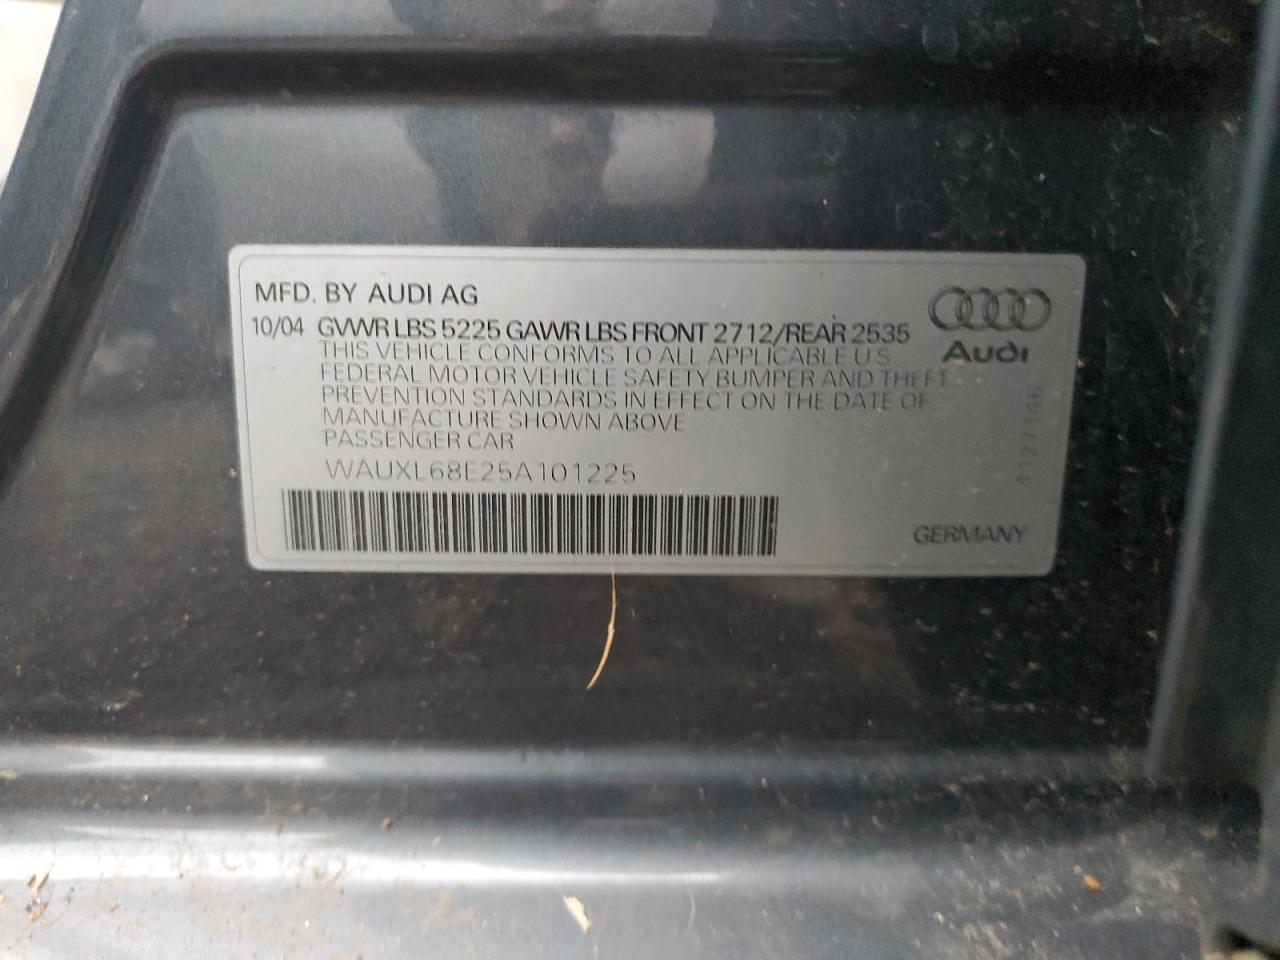 MFD. BY AUDI AG
10/04 GVWR LBS 5225 GAWR LBS FRONT 2712/REAR 2535
Audi
THIS VEHICLE CONFORMS TO ALL APPLICABLE U.S.
FEDERAL MOTOR VEHICLE SAFETY, BUMPER AND THEFT
PREVENTION STANDARDS IN EFFECT ON THE DATE OF
MANUFACTURE SHOWN ABOVE
PASSENGER CAR
WAUXL68E25A101225
GERMANY
4127146